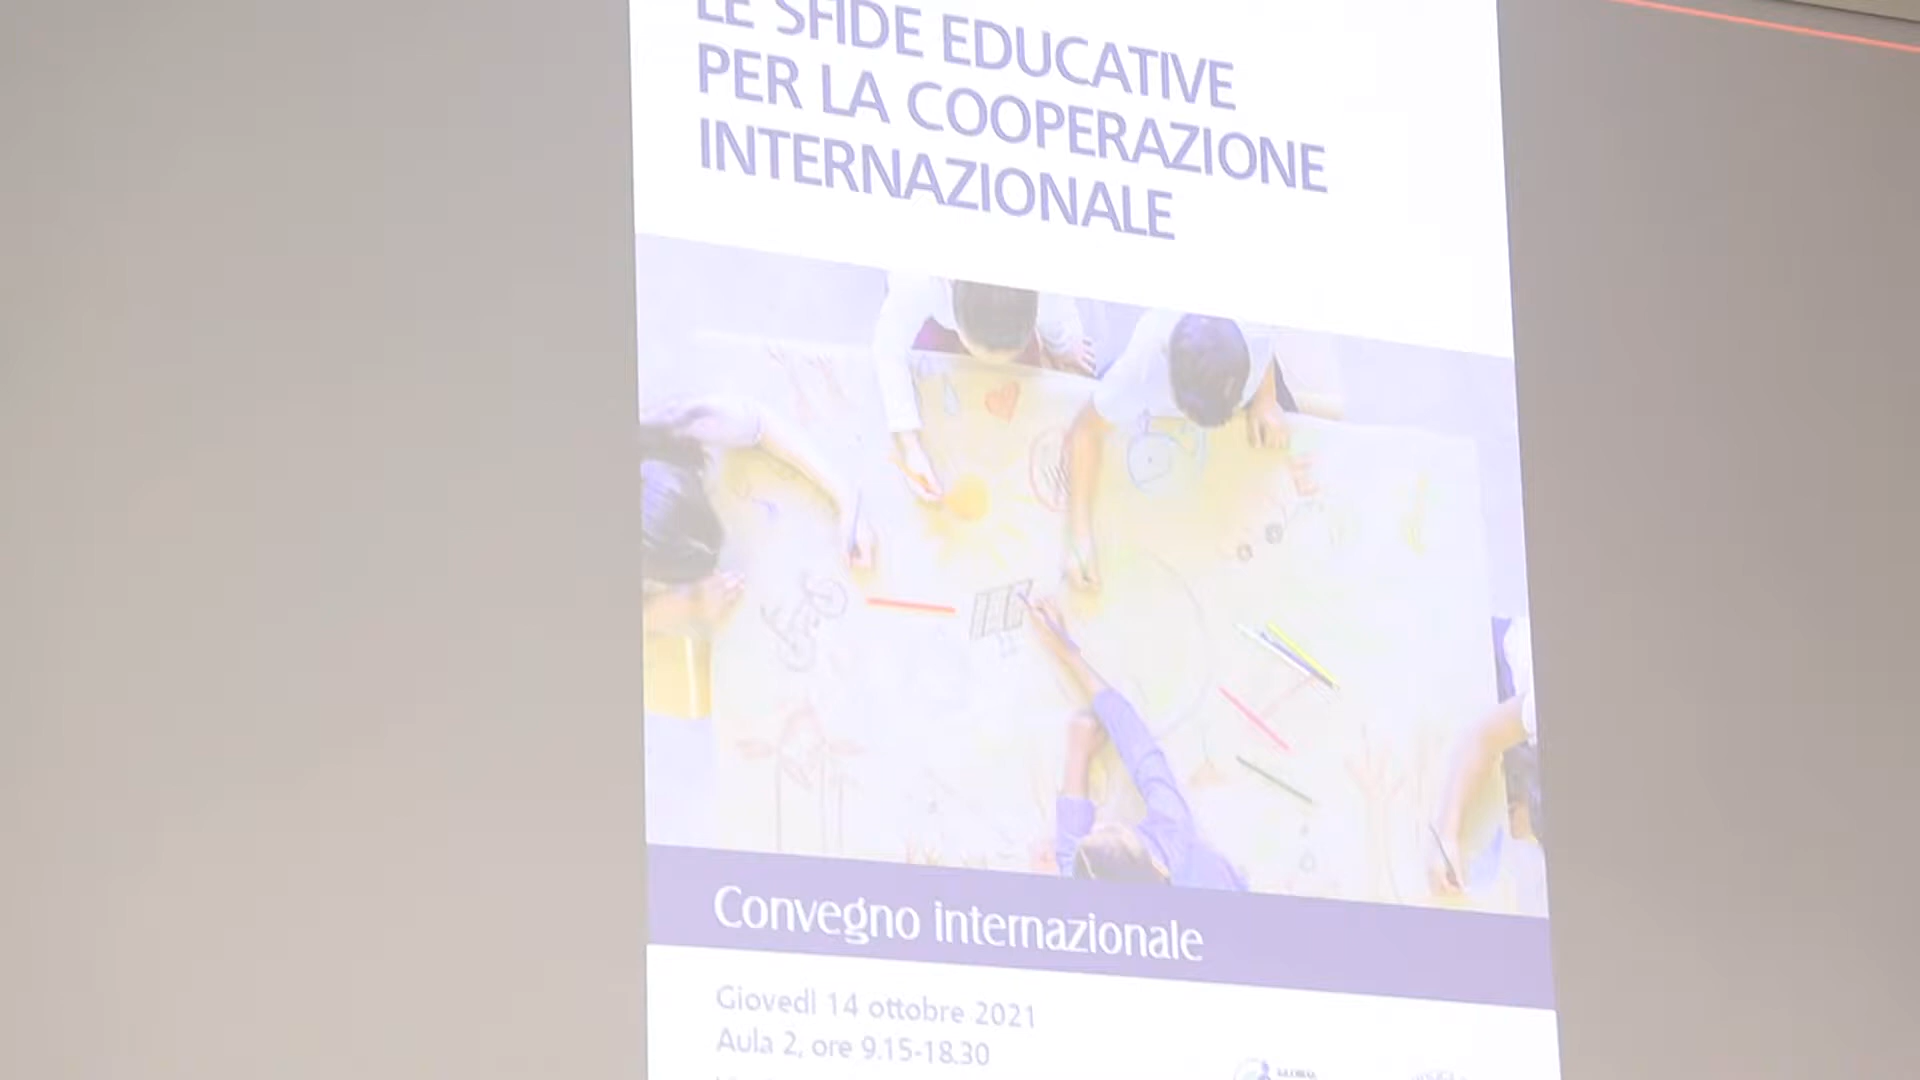 LE SFIDE EDUCATIVE
PER LA COOPERAZIONE
INTERNAZIONALE
Convegno internazionale
Giovedì 14 ottobre 2021
Aula 2, ore 9.15-18.30
GLOBAL